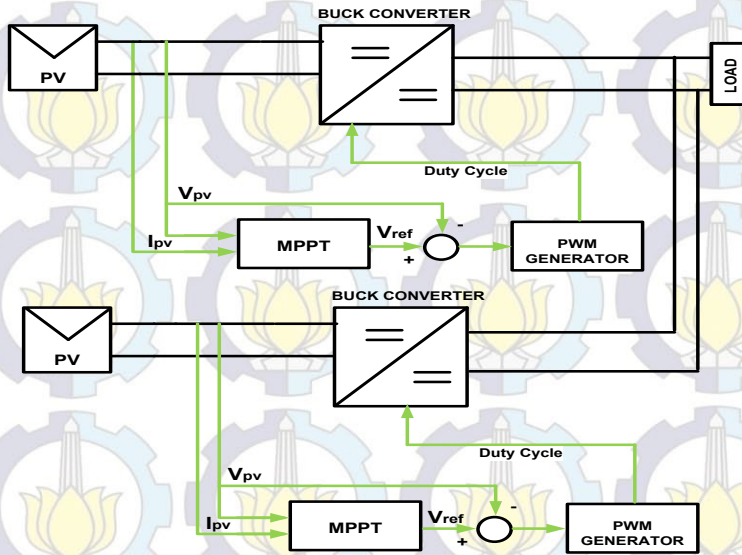 BUCK CONVERTER
PV
LOAD
Duty Cycle
Vpv
Ipv
MPPT
Vref
+
-
PWM
GENERATOR
BUCK CONVERTER
PV
Duty Cycle
Vpv
Ipv
MPPT
Vref
+
-
PWM
GENERATOR